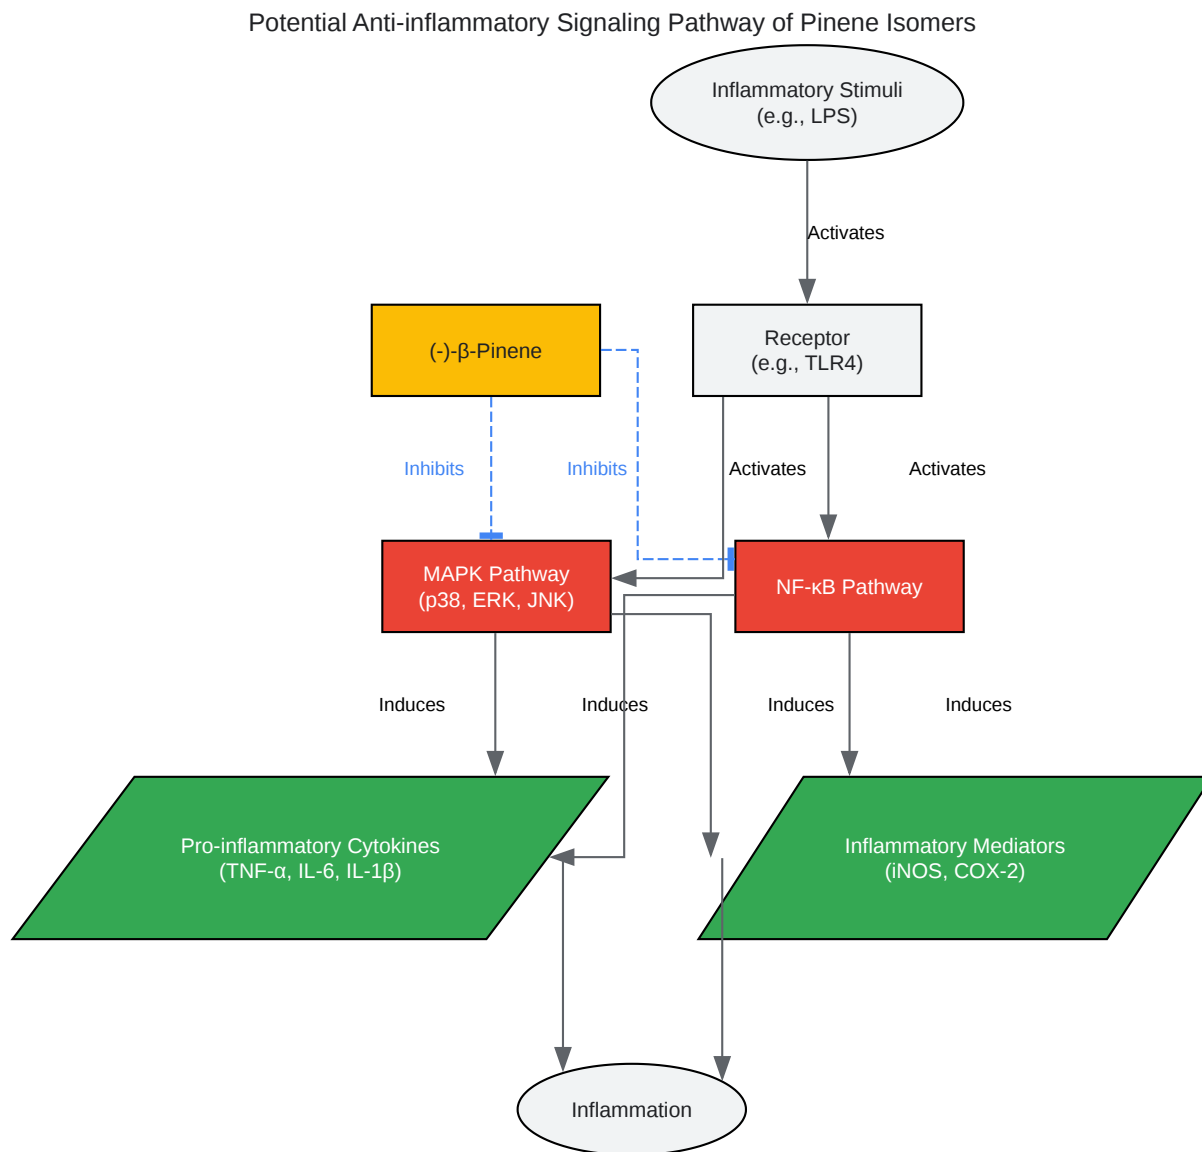 Potential Anti-inflammatory Signaling Pathway of Pinene Isomers
Inflammatory Stimuli
(e.g., LPS)
Activates
(-)-β-Pinene
Receptor
(e.g., TLR4)
Inhibits
Inhibits
Activates
Activates
MAPK Pathway
(p38, ERK, JNK)
NF-κB Pathway
Induces
Induces
Induces
Induces
Pro-inflammatory Cytokines
(TNF-α, IL-6, IL-1β)
Inflammatory Mediators
(iNOS, COX-2)
Inflammation